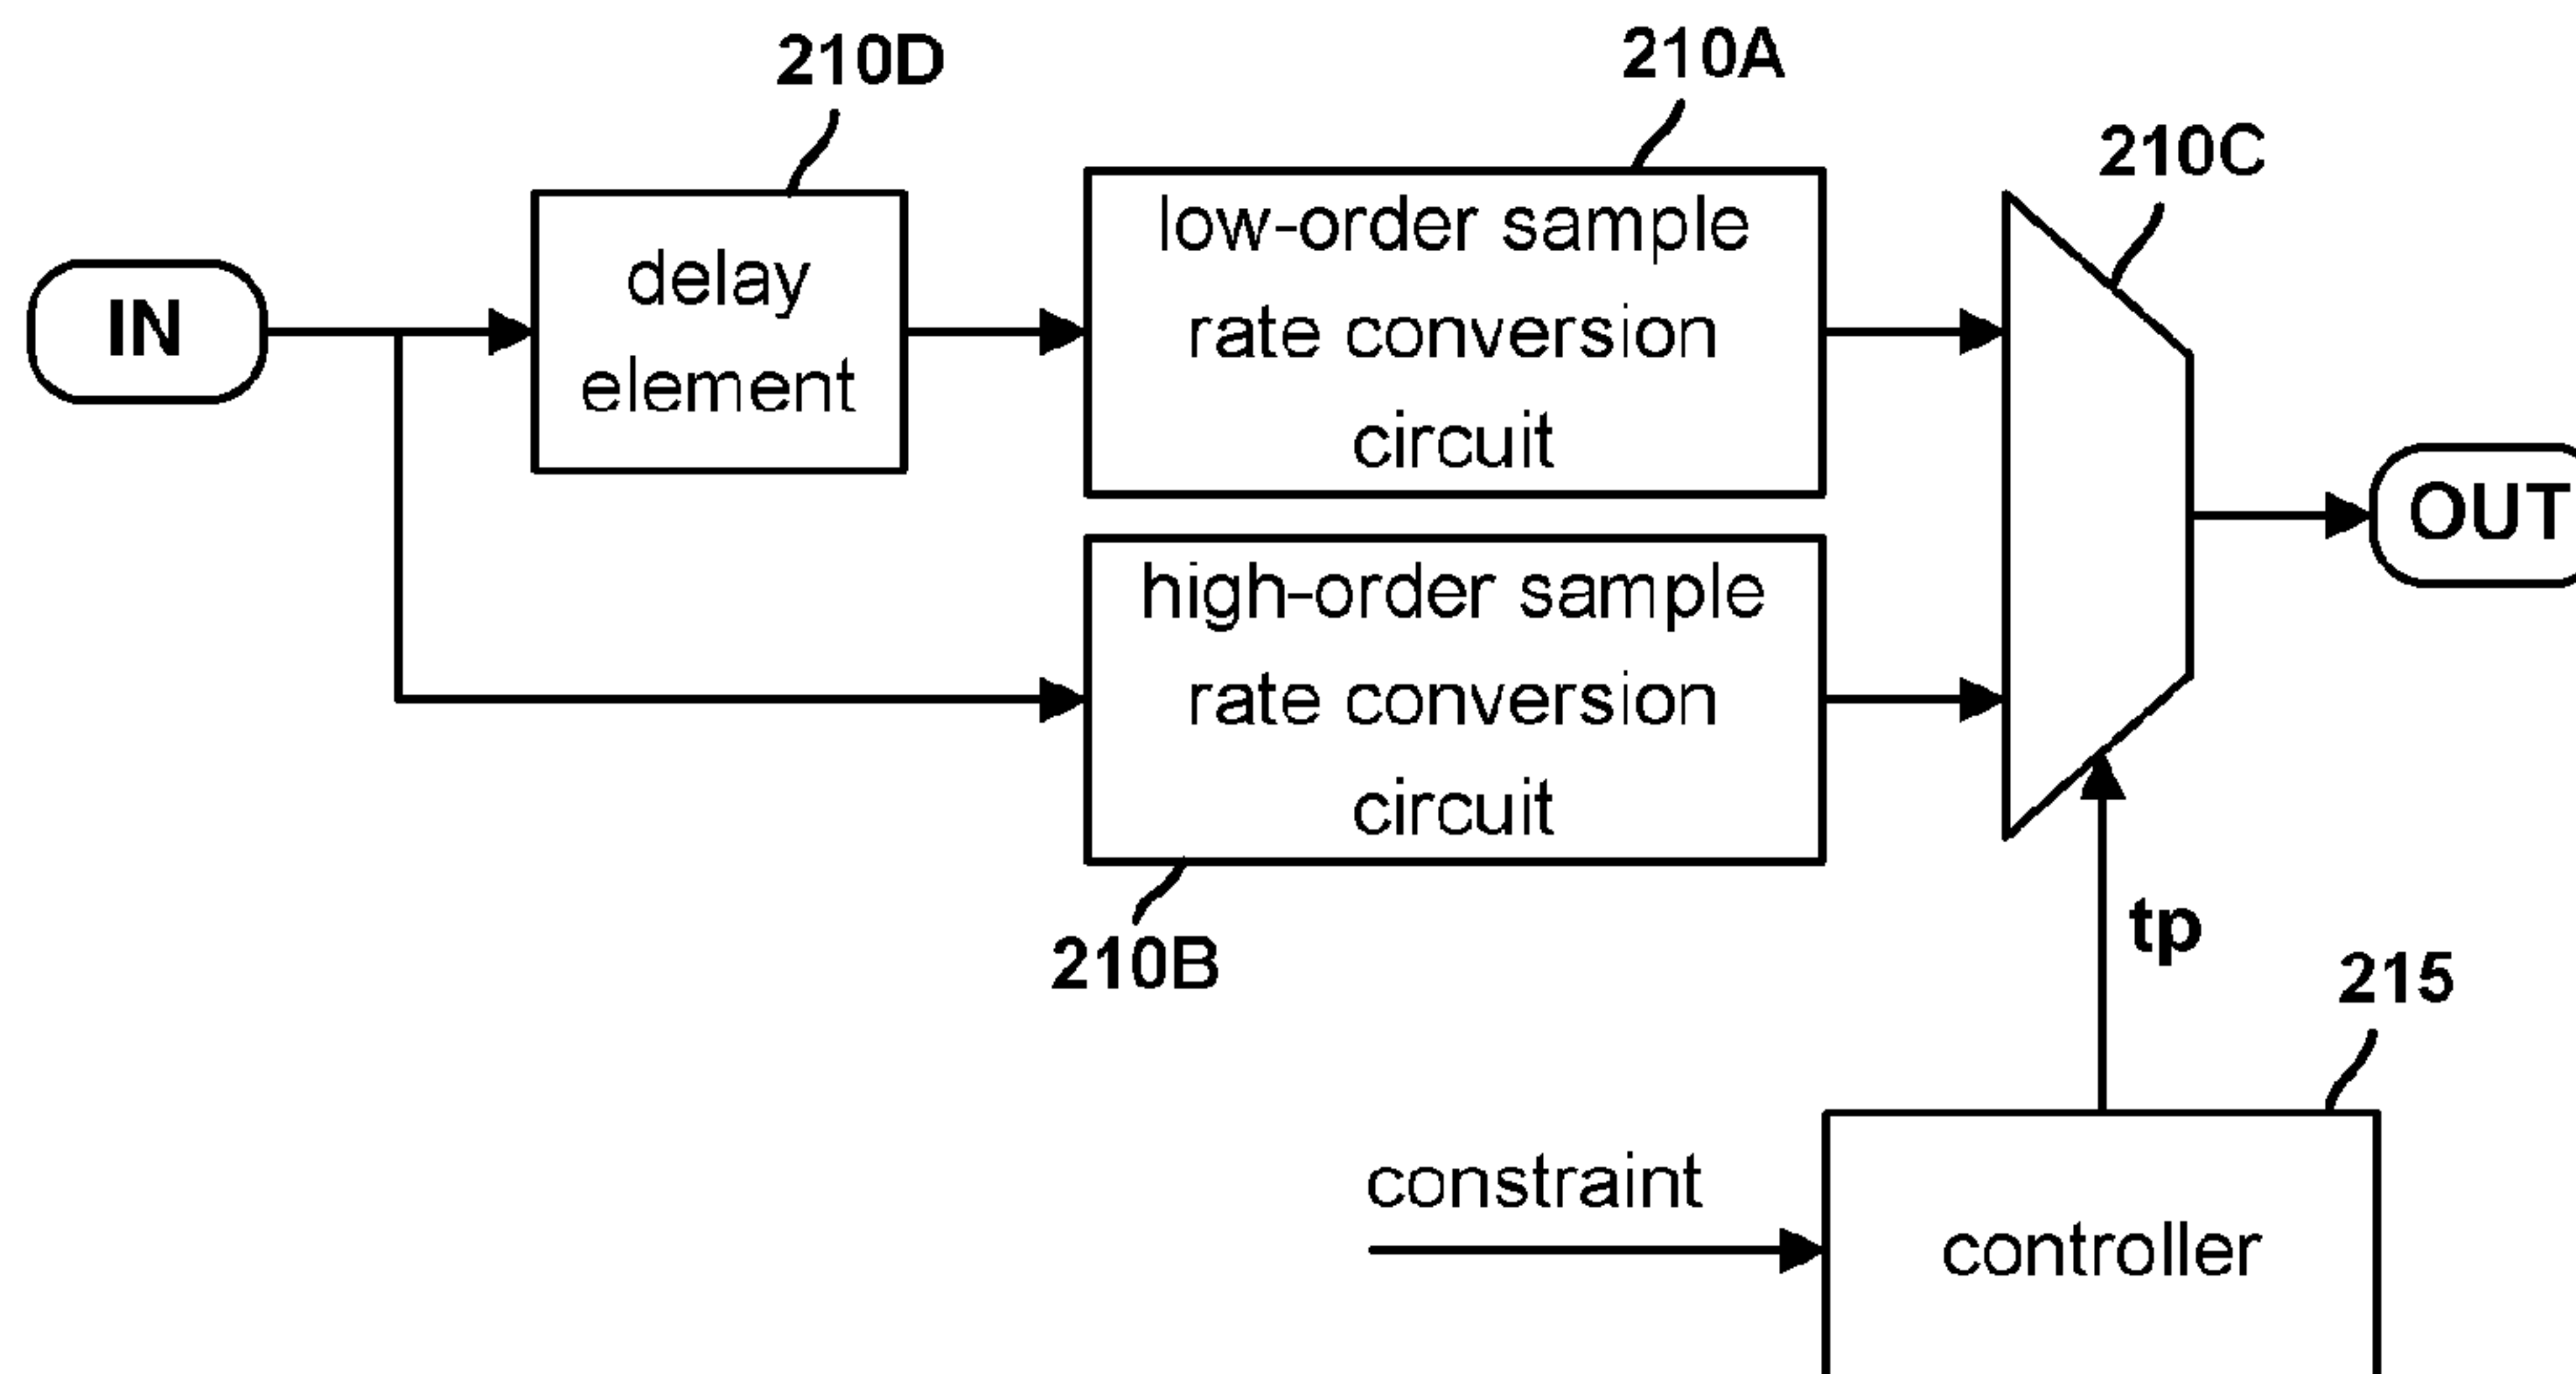 210D
210A
210C
IN
delay
element
low-order sample
rate conversion
circuit
OUT
high-order sample
rate conversion
circuit
210B
tp
215
constraint
controller